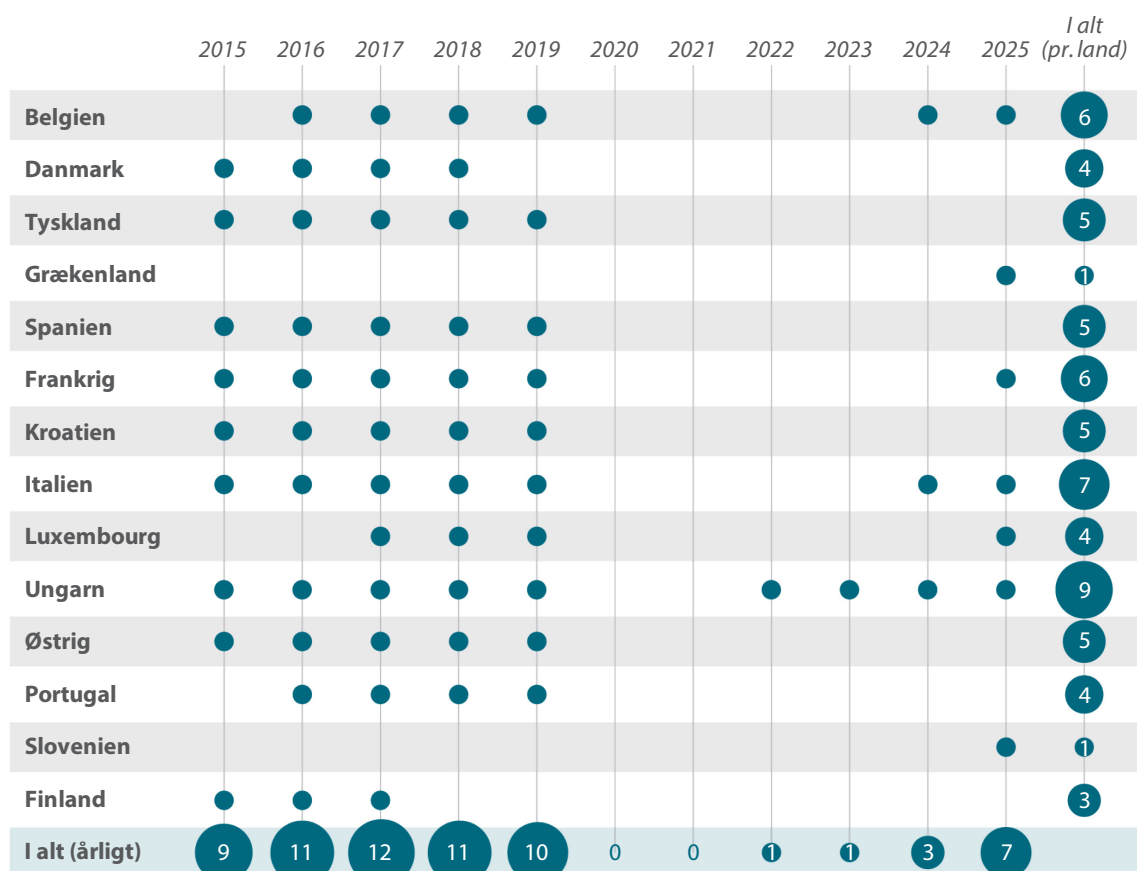 I alt
2015 2016 2017 2018 2019 2020 2021 2022 2023 2024 2025 (pr. land)
Belgien 6
Danmark 4
Tyskland 5
Grækenland 1
Spanien 5
Frankrig 6
Kroatien 5
Italien 7
Luxembourg 4
Ungarn 9
Østrig 5
Portugal 4
Slovenien 1
Finland 3
I alt (årligt) 9 11 12 11 10 0 0 1 1 3 7